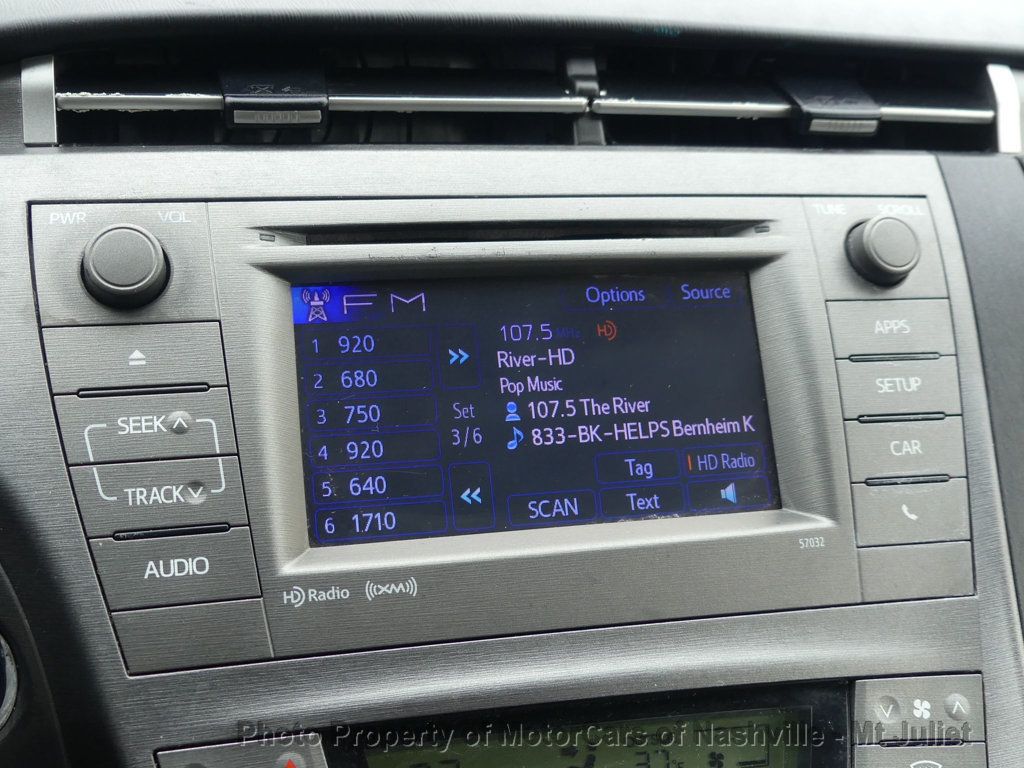 PWR VOL
TUNE SCROLL
FM
Options
Source
1 920
2 680
3 750
4 920
5 640
6 1710
>>
Set
3/6
<<
107.5 MHz HD
River-HD
Pop Music
107.5 The River
833-BK-HELPS Bernheim K
Tag
HD Radio
SCAN
Text
SEEK
TRACK
AUDIO
APPS
SETUP
CAR
57032
HD Radio ((XM))
Photo Property of MotorCars of Nashville - Mt Juliet